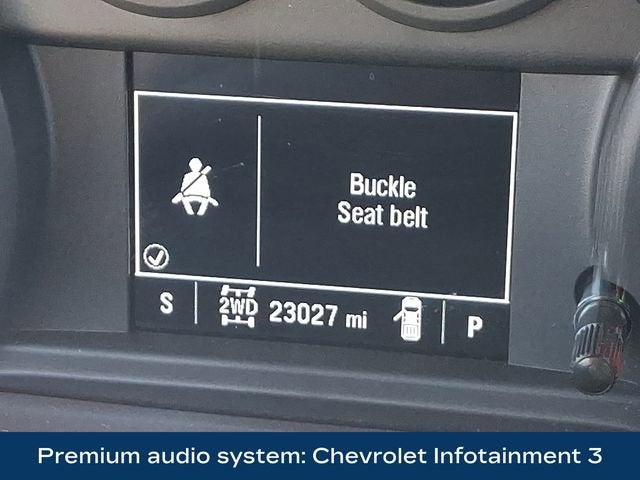 Buckle
Seat belt
S 2WD 23027 mi P
Premium audio system: Chevrolet Infotainment 3